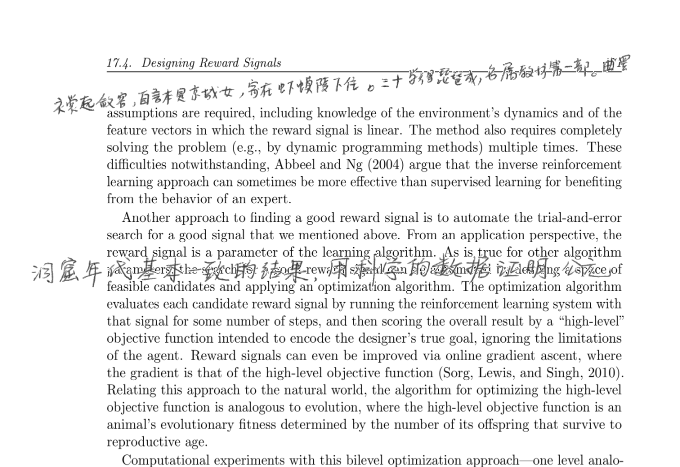 17.4. Designing Reward Signals
衣裳起敛容,自言本是京城女,家在虾蟆陵下住。三十学得琵琶成,名属教坊第一部。曲罢
assumptions are required, including knowledge of the environment's dynamics and of the
feature vectors in which the reward signal is linear. The method also requires completely
solving the problem (e.g., by dynamic programming methods) multiple times. These
difficulties notwithstanding, Abbeel and Ng (2004) argue that the inverse reinforcement
learning approach can sometimes be more effective than supervised learning for benefiting
from the behavior of an expert.
Another approach to finding a good reward signal is to automate the trial-and-error
search for a good signal that we mentioned above. From an application perspective, the
reward signal is a parameter of the learning algorithm. As is true for other algorithm
洞窟年代基本一致的结果,用科学的数据证明公元
parameters, the search for a good reward signal can be automated by defining a space of
feasible candidates and applying an optimization algorithm. The optimization algorithm
evaluates each candidate reward signal by running the reinforcement learning system with
that signal for some number of steps, and then scoring the overall result by a "high-level"
objective function intended to encode the designer's true goal, ignoring the limitations
of the agent. Reward signals can even be improved via online gradient ascent, where
the gradient is that of the high-level objective function (Sorg, Lewis, and Singh, 2010).
Relating this approach to the natural world, the algorithm for optimizing the high-level
objective function is analogous to evolution, where the high-level objective function is an
animal's evolutionary fitness determined by the number of its offspring that survive to
reproductive age.
Computational experiments with this bilevel optimization approach—one level analo-